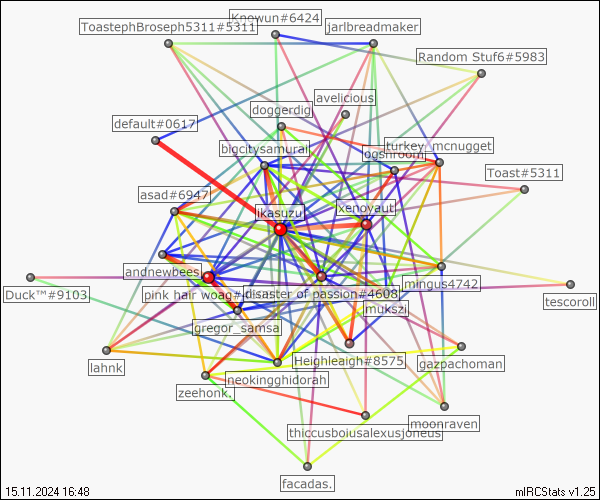 Knowun#6424
ToastephBroseph5311#5311
jarlbreadmaker
Random Stuf6#5983
avelicious
doggerdig
default#0617
bigcitysamurai
turkey_mcnugget
Toast#5311
asad#6947
ikasuzu
xenovaut
andnewbees
mingus4742
Duck™#9103
pink hair woag#
disaster of passion#4608
tescoroll
mukszi
gregor_samsa
lahnk
Heighleaigh#8575
gazpachoman
neokingghidorah
zeehonk.
moonraven
thiccusboiusalexusjoneus
facadas.
15.11.2024 16:48
mIRCStats v1.25